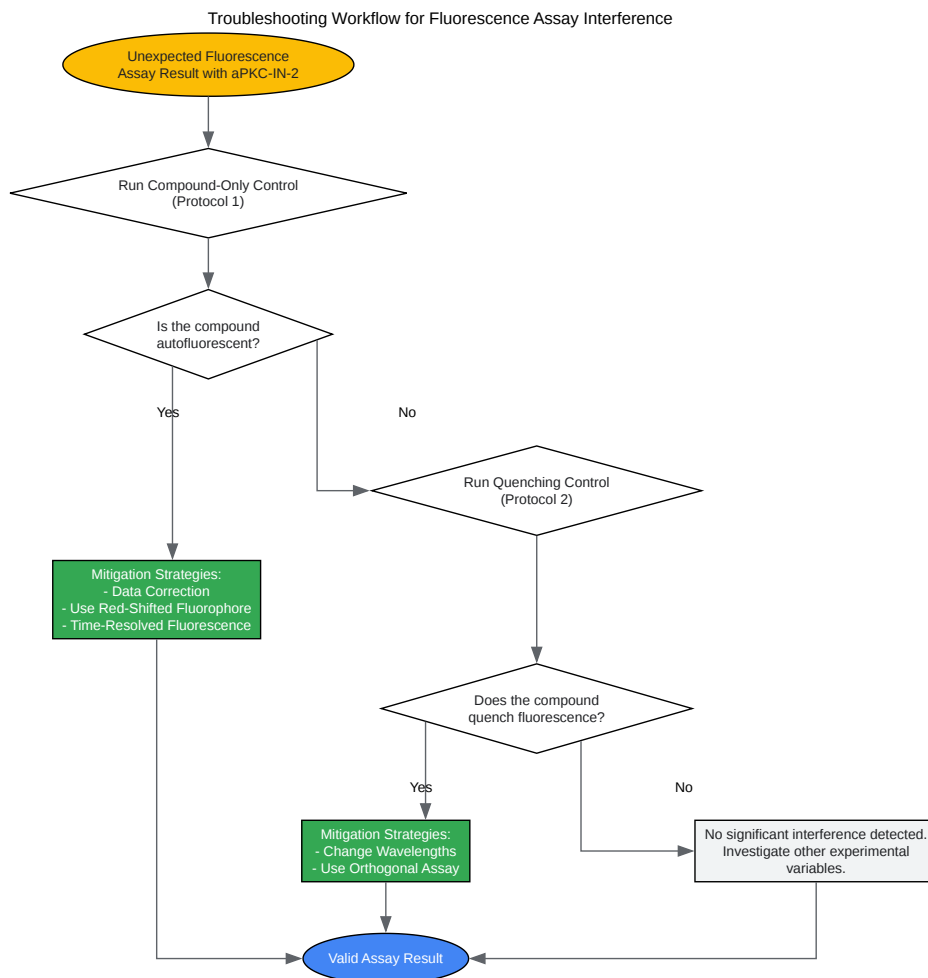 Troubleshooting Workflow for Fluorescence Assay Interference
Unexpected Fluorescence
Assay Result with aPKC-IN-2
Run Compound-Only Control
(Protocol 1)
Is the compound
autofluorescent?
Yes
No
Run Quenching Control
(Protocol 2)
Mitigation Strategies:
- Data Correction
- Use Red-Shifted Fluorophore
- Time-Resolved Fluorescence
Does the compound
quench fluorescence?
Yes
No
Mitigation Strategies:
- Change Wavelengths
- Use Orthogonal Assay
No significant interference detected.
Investigate other experimental
variables.
Valid Assay Result